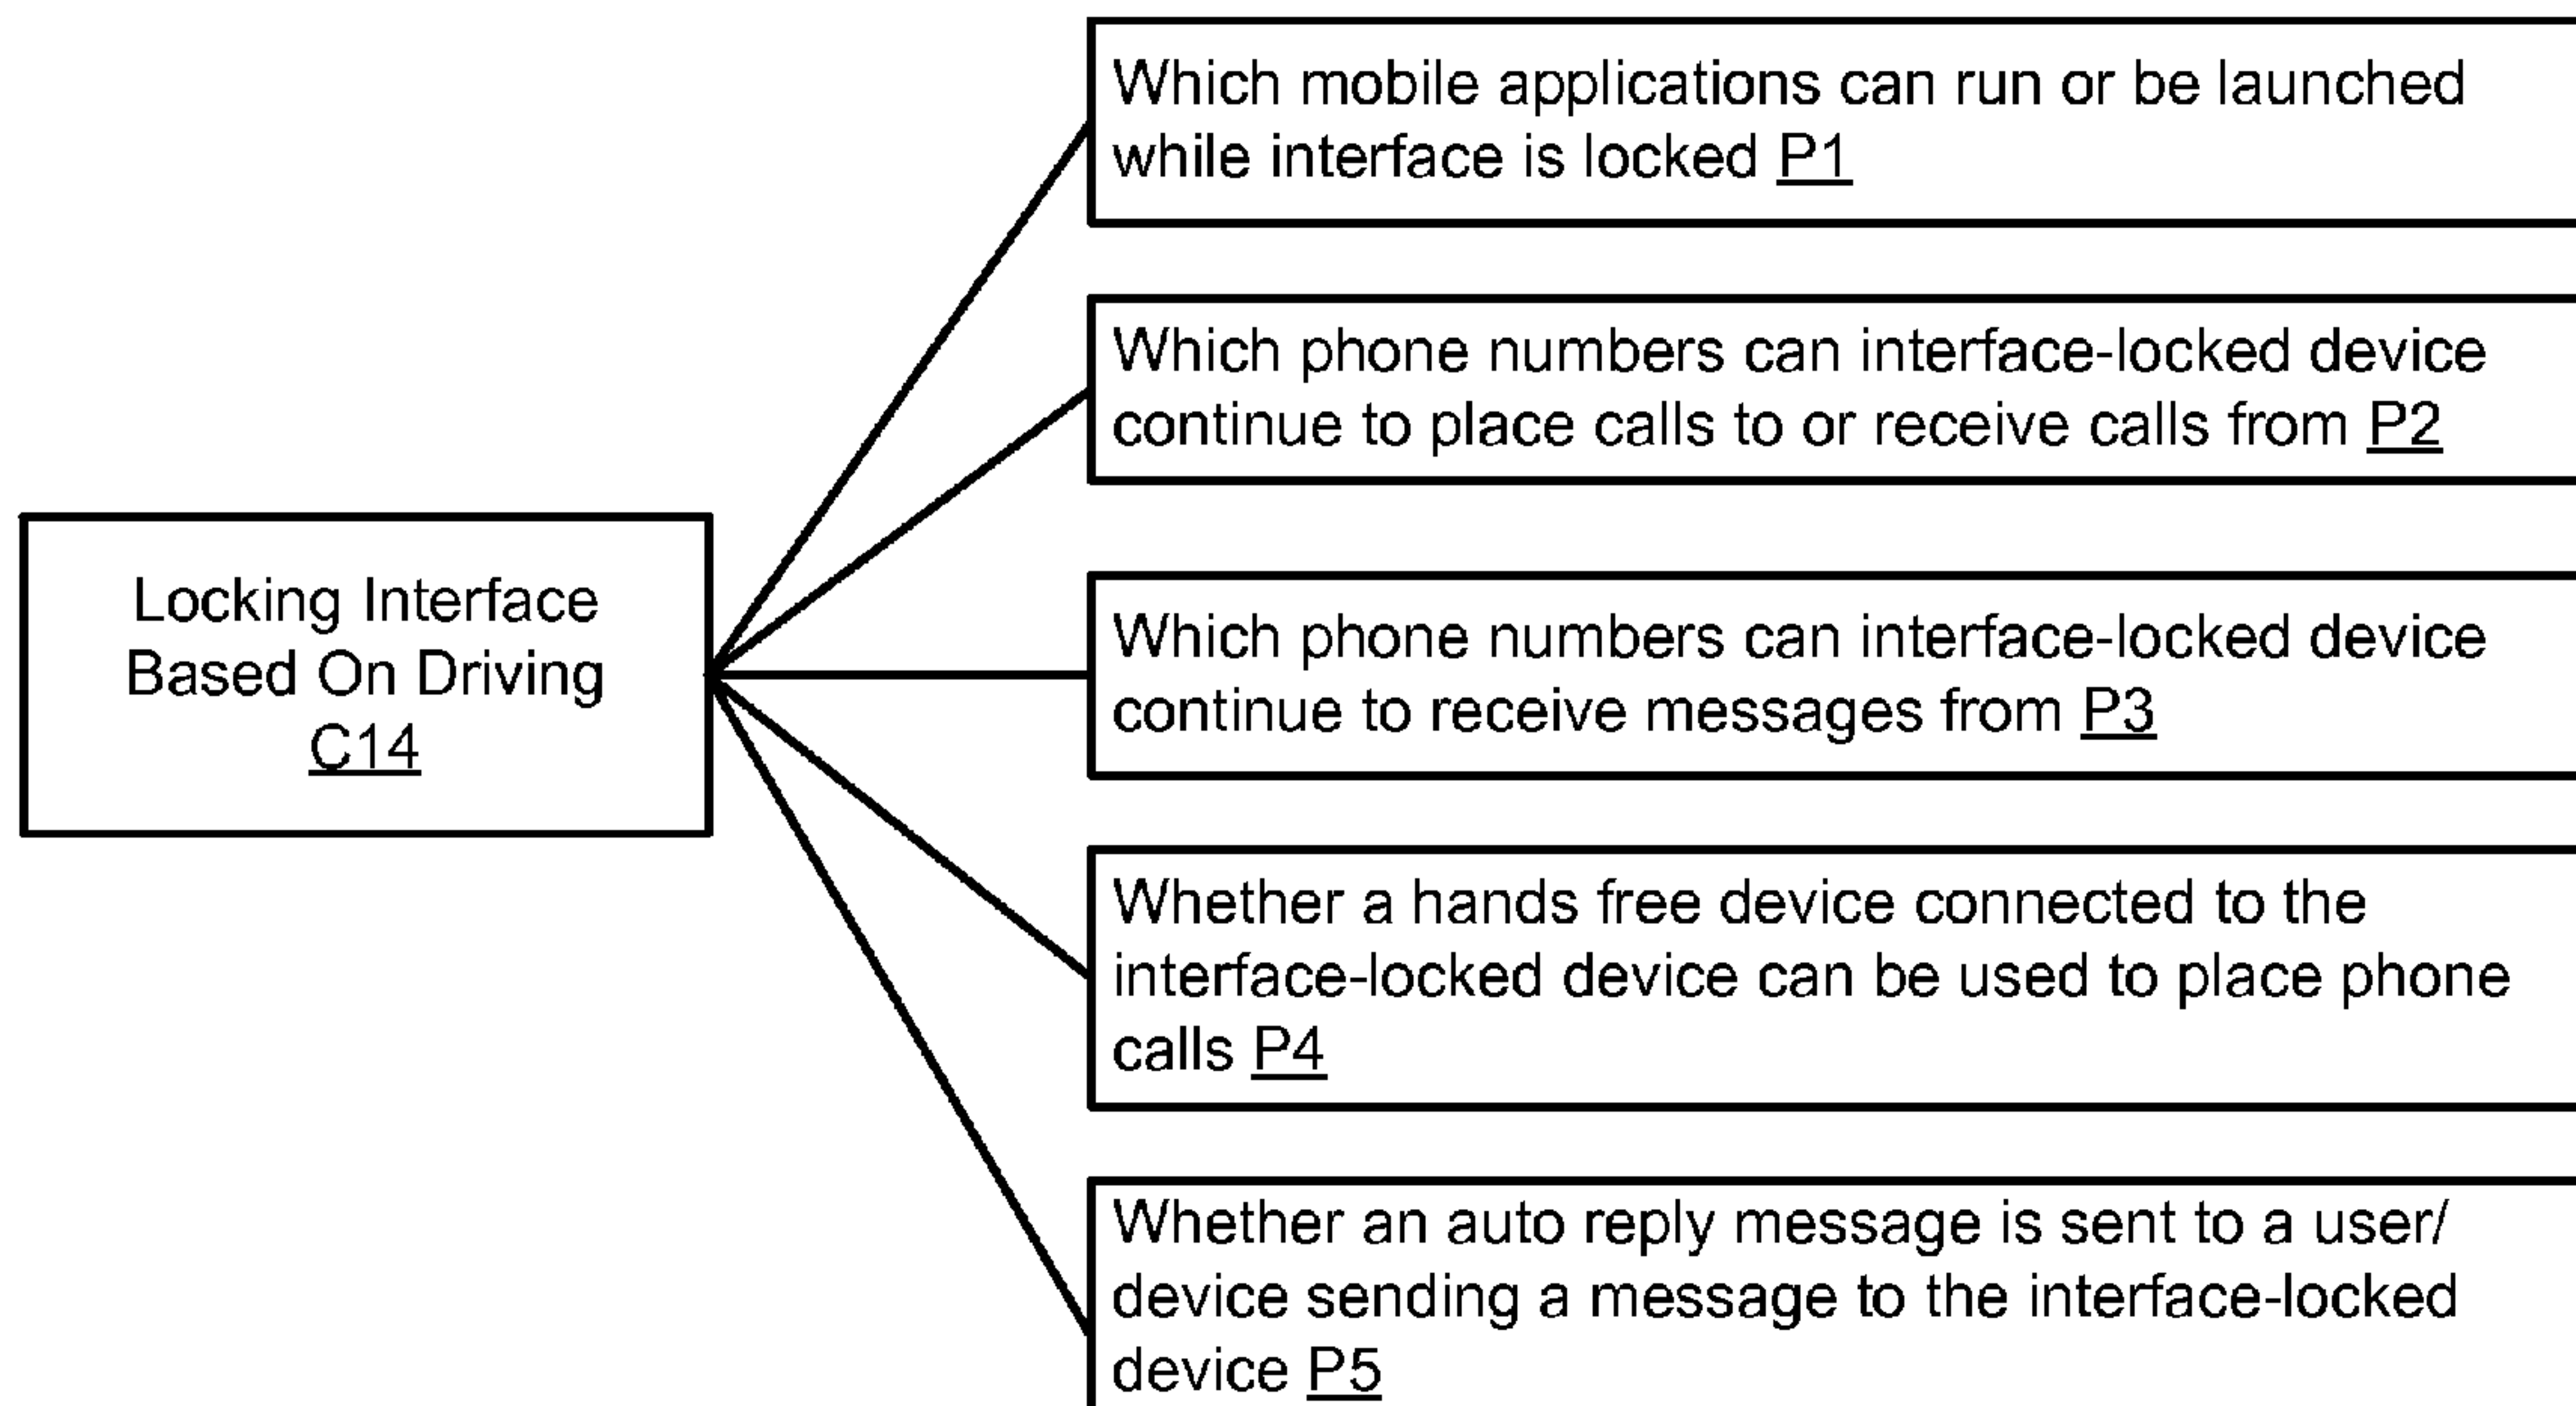 Which mobile applications can run or be launched
while interface is locked P1
Which phone numbers can interface-locked device
continue to place calls to or receive calls from P2
Locking Interface
Based On Driving
C14
Which phone numbers can interface-locked device
continue to receive messages from P3
Whether a hands free device connected to the
interface-locked device can be used to place phone
calls P4
Whether an auto reply message is sent to a user/
device sending a message to the interface-locked
device P5